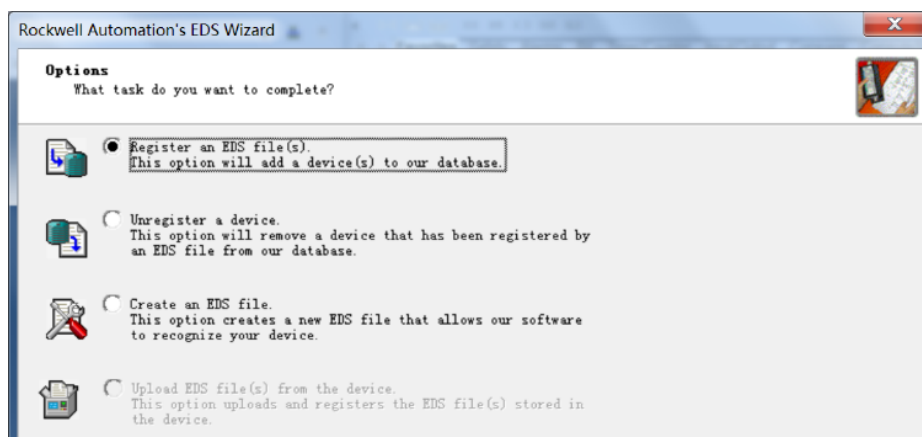 Rockwell Automation's EDS Wizard
Options
What task do you want to complete?
Register an EDS file(s).
This option will add a device(s) to our database.
Unregister a device.
This option will remove a device that has been registered by
an EDS file from our database.
Create an EDS file.
This option creates a new EDS file that allows our software
to recognize your device.
Upload EDS file(s) from the device.
This option uploads and registers the EDS file(s) stored in
the device.